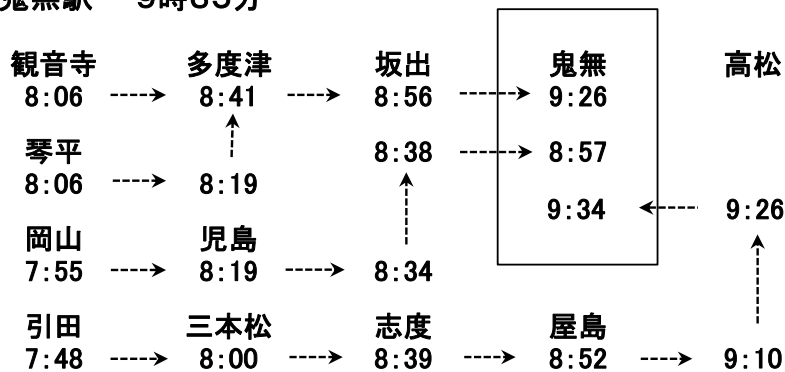 鬼無駅 9時35分
観音寺 多度津 坂出 鬼無 高松
8:06 8:41 8:56 9:26
琴平 8:38 8:57
8:06 8:19
9:34 9:26
岡山 児島
7:55 8:19 8:34
引田 三本松 志度 屋島
7:48 8:00 8:39 8:52 9:10